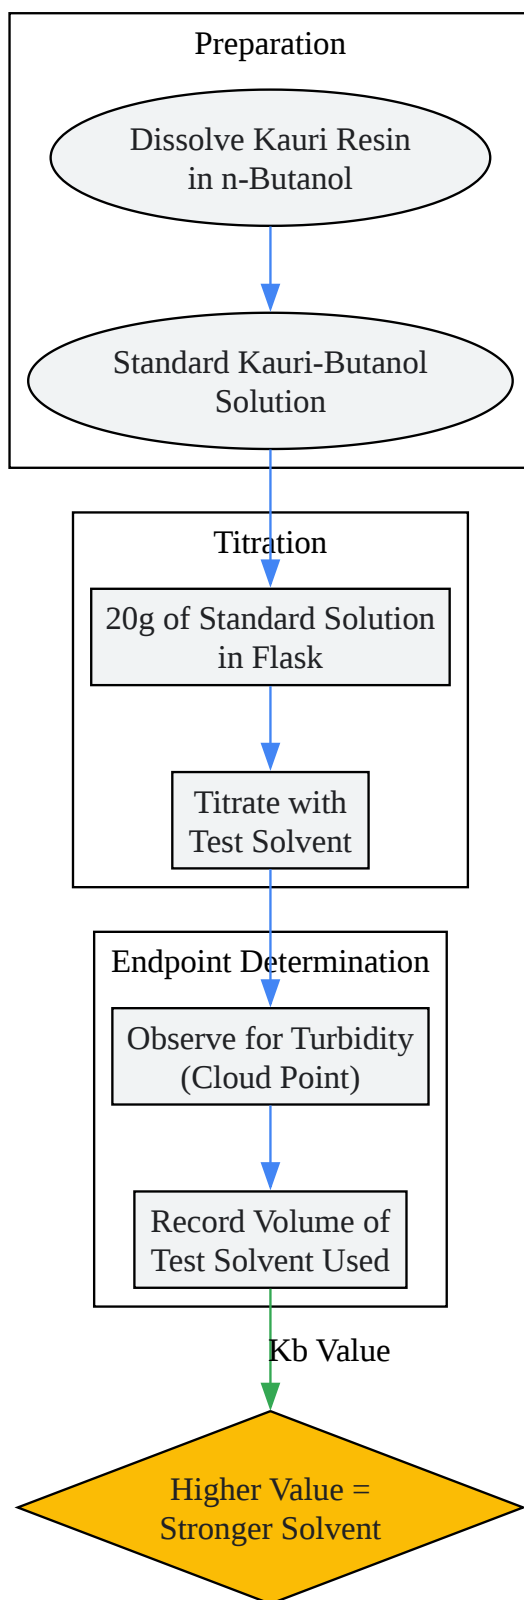 Preparation
Dissolve Kauri Resin
in n-Butanol
Standard Kauri-Butanol
Solution
Titration
20g of Standard Solution
in Flask
Titrate with
Test Solvent
Endpoint Determination
Observe for Turbidity
(Cloud Point)
Record Volume of
Test Solvent Used
Kb Value
Higher Value =
Stronger Solvent